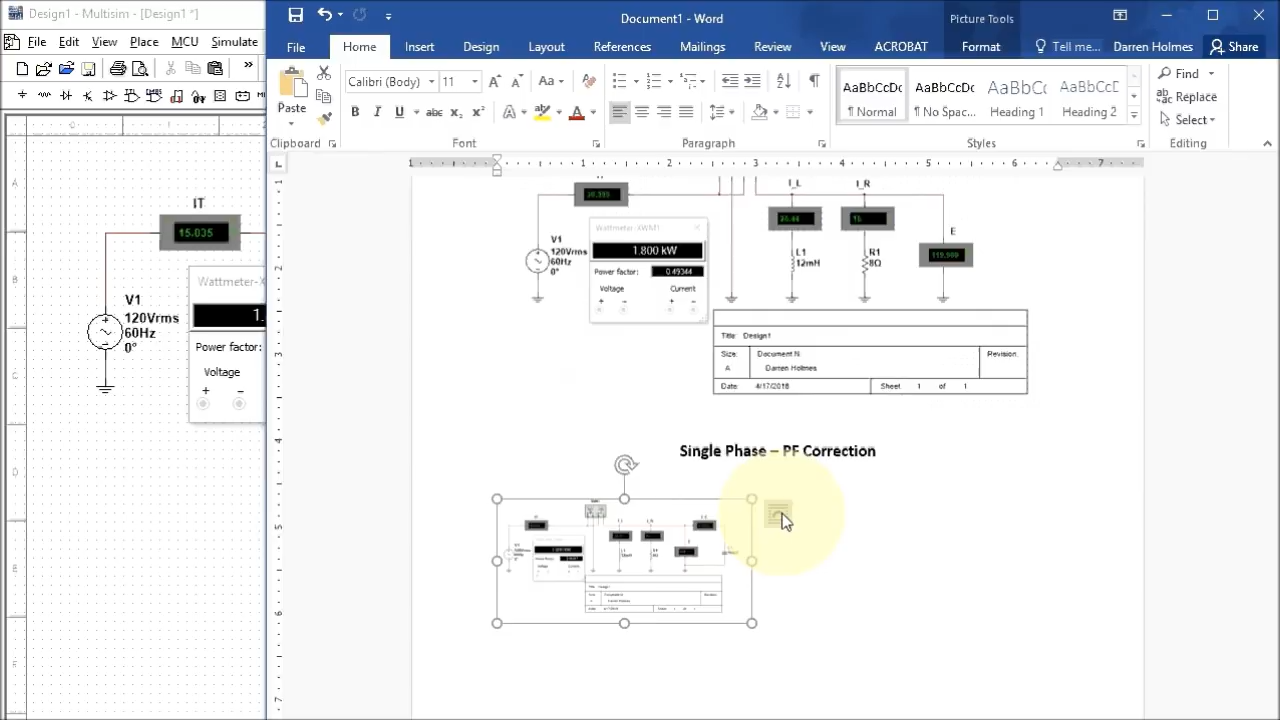 Design1 - Multisim - [Design1 *]
File Edit View Place MCU Simulate
IT
15.035
Wattmeter-X
V1
120Vrms
60Hz
0°
Power factor:
Voltage
+ -
Document1 - Word
Picture Tools
File Home Insert Design Layout References Mailings Review View ACROBAT Format Tell me... Darren Holmes Share
Paste
Calibri (Body) 11
Clipboard Font Paragraph Styles
AaBbCcDc AaBbCcDc AaBbCc AaBbCcD
¶ Normal ¶ No Spac... Heading 1 Heading 2
Find
Replace
Select
Editing
I_L I_R
Wattmeter-XWM1
1.800 kW
Power factor: 0.49344
Voltage Current
+ - + -
V1
120Vrms
60Hz
0°
L1
12mH
R1
8Ω
E
Title: Design1
Size: Document N Revision:
A Darren Holmes
Date: 4/17/2018 Sheet 1 of 1
Single Phase – PF Correction